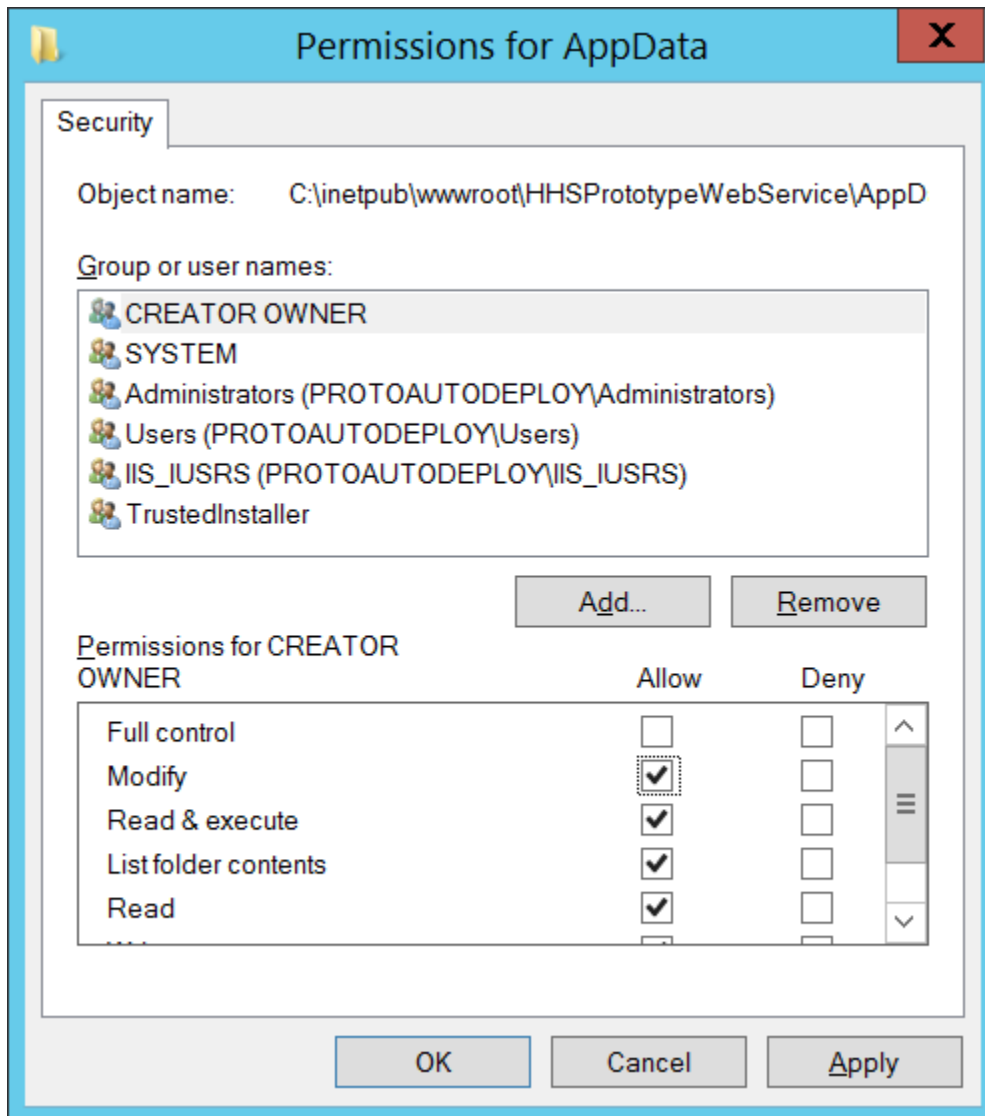 Permissions for AppData
Security
Object name: C:\inetpub\wwwroot\HHSPrototypeWebService\AppD
Group or user names:
CREATOR OWNER
SYSTEM
Administrators (PROTOAUTODEPLOY\Administrators)
Users (PROTOAUTODEPLOY\Users)
IIS_IUSRS (PROTOAUTODEPLOY\IIS_IUSRS)
TrustedInstaller
Add... Remove
Permissions for CREATOR
OWNER Allow Deny
Full control
Modify
Read & execute
List folder contents
Read
OK Cancel Apply